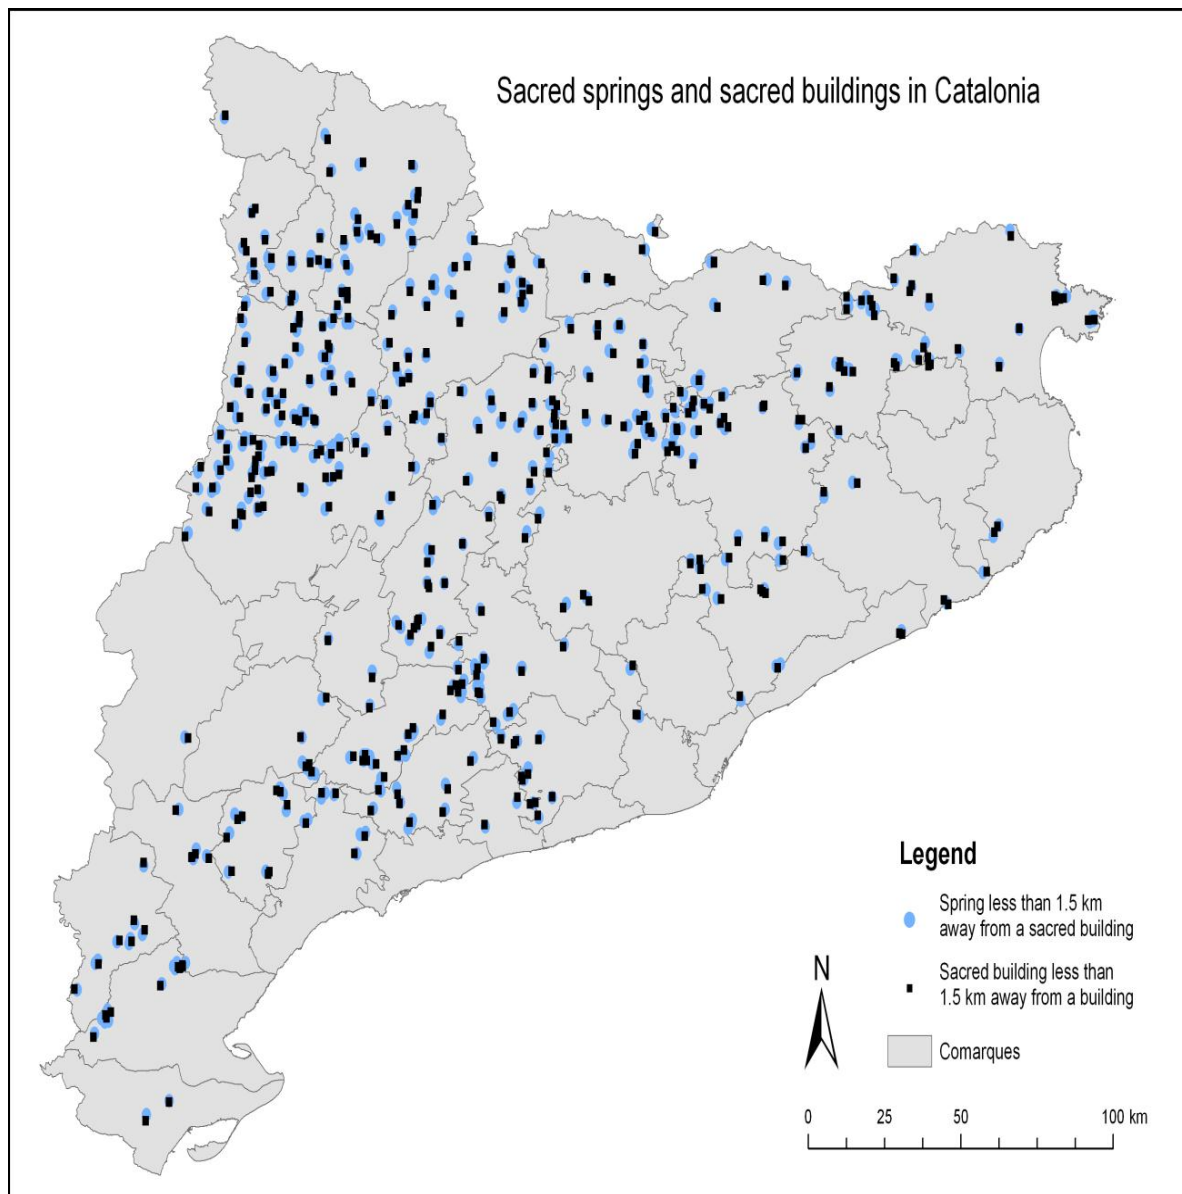 Sacred springs and sacred buildings in Catalonia
Legend
Spring less than 1.5 km
away from a sacred building
Sacred building less than
1.5 km away from a building
Comarques
N
0 25 50 100 km